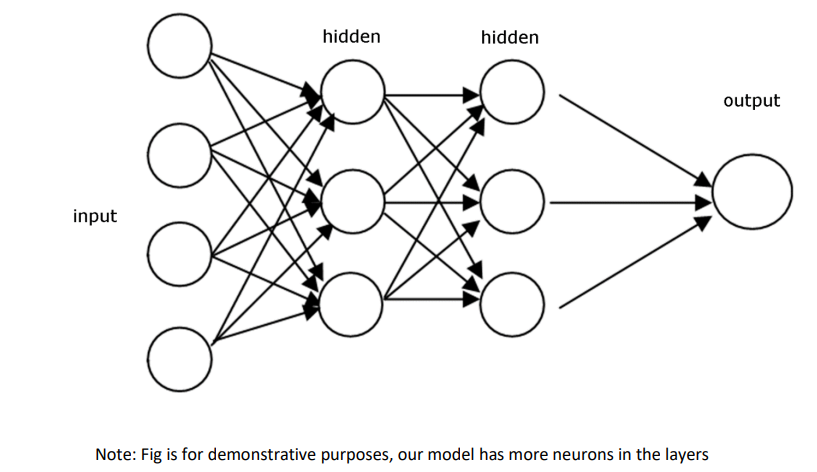 hidden
hidden
output
input
Note: Fig is for demonstrative purposes, our model has more neurons in the layers